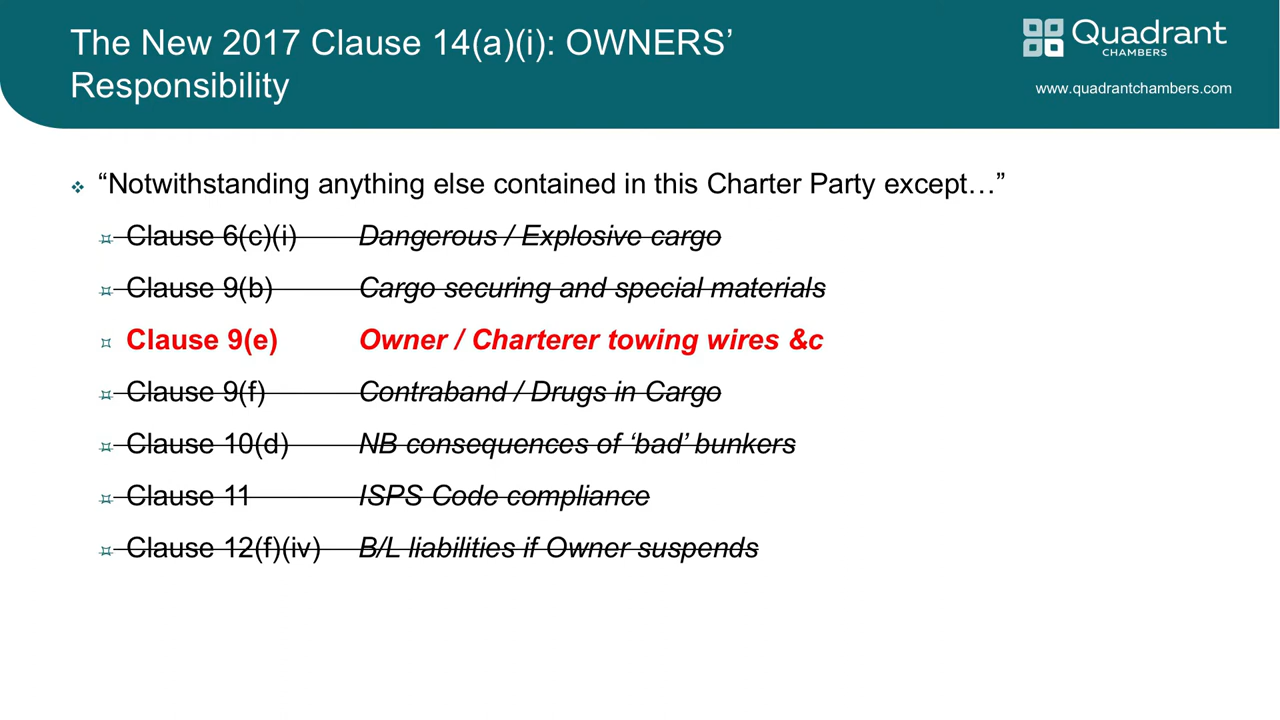 The New 2017 Clause 14(a)(i): OWNERS’
Responsibility
Quadrant
CHAMBERS
www.quadrantchambers.com
“Notwithstanding anything else contained in this Charter Party except…”
Clause 6(c)(i) Dangerous / Explosive cargo
Clause 9(b) Cargo securing and special materials
Clause 9(e) Owner / Charterer towing wires &c
Clause 9(f) Contraband / Drugs in Cargo
Clause 10(d) NB consequences of ‘bad’ bunkers
Clause 11 ISPS Code compliance
Clause 12(f)(iv) B/L liabilities if Owner suspends